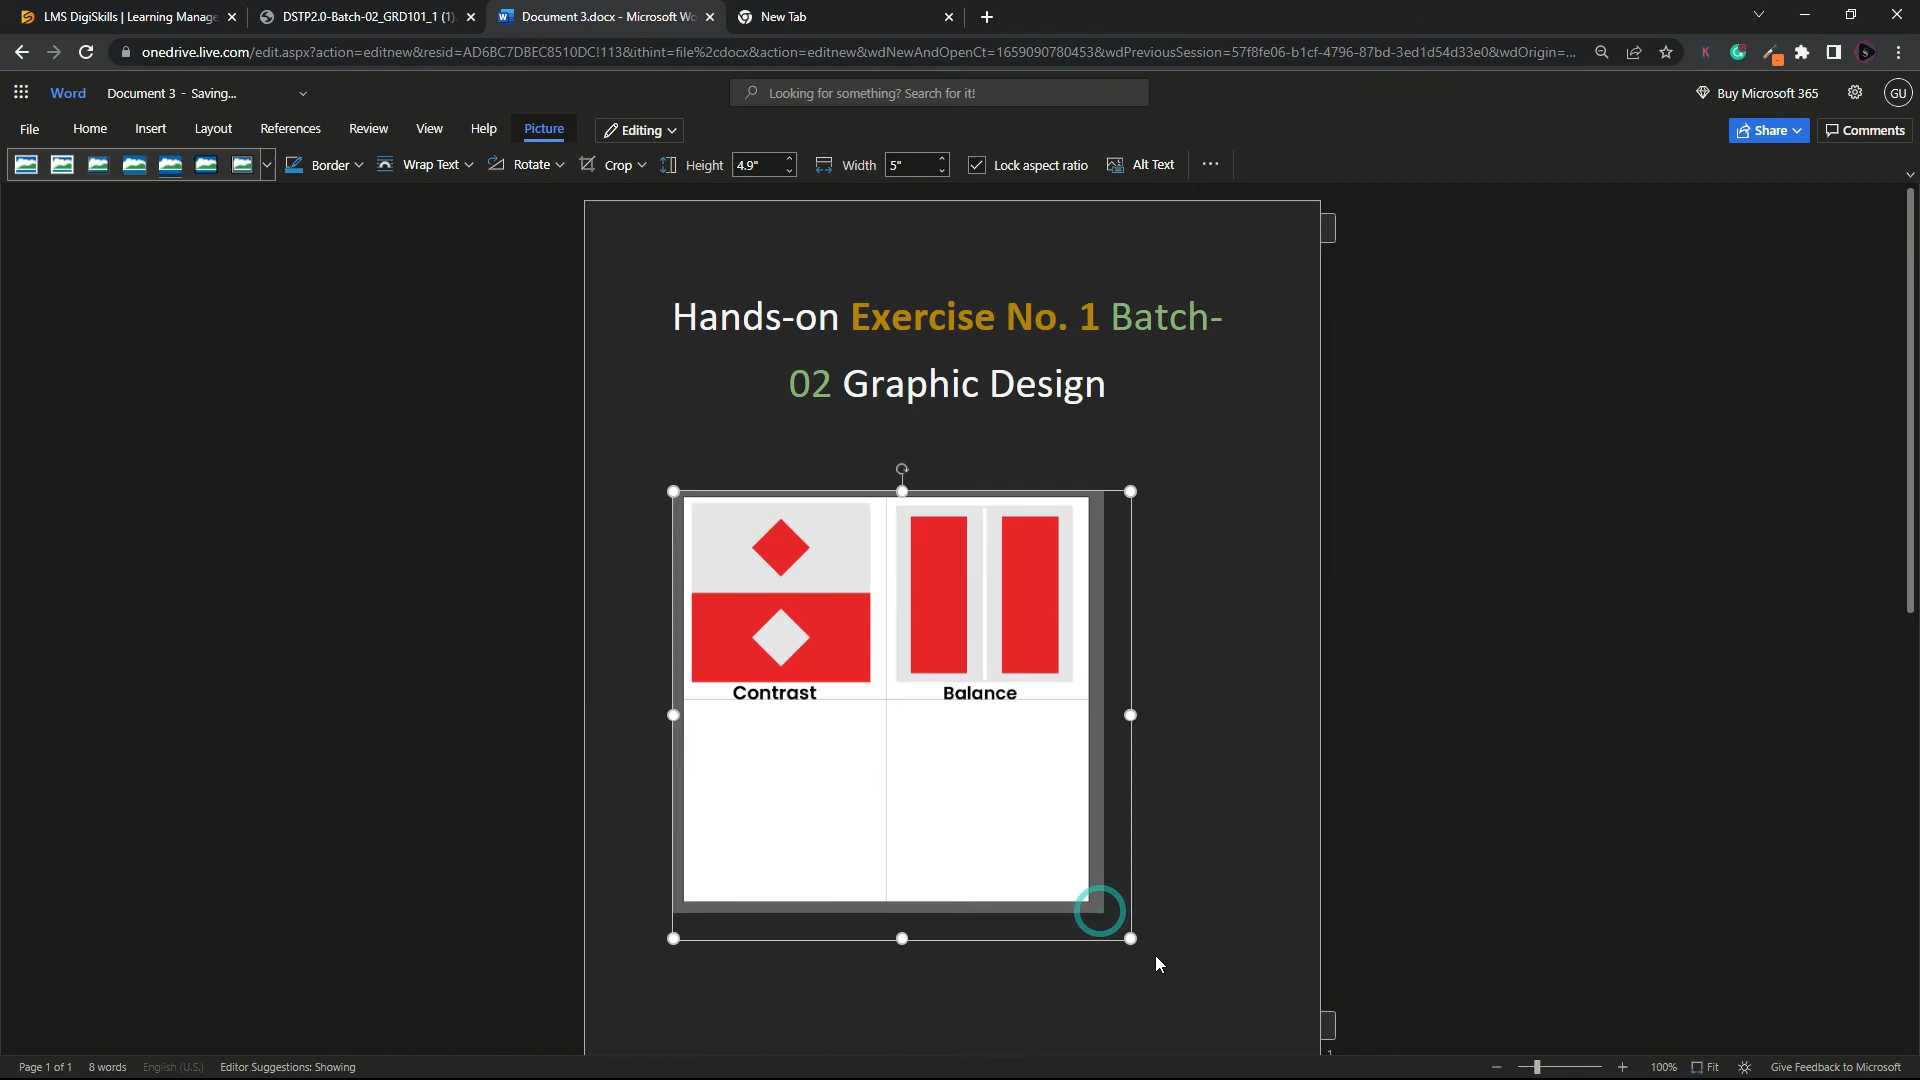 LMS DigiSkills | Learning Manage
DSTP2.0-Batch-02_GRD101_1 (1).
Document 3.docx - Microsoft Wo
New Tab
onedrive.live.com/edit.aspx?action=editnew&resid=AD6BC7DBEC8510DC!113&ithint=file%2cdocx&action=editnew&wdNewAndOpenCt=1659090780453&wdPreviousSession=57f8fe06-b1cf-4796-87bd-3ed1d54d33e0&wdOrigin=...
Word
Document 3 - Saving...
Looking for something? Search for it!
Buy Microsoft 365
GU
File
Home
Insert
Layout
References
Review
View
Help
Picture
Editing
Share
Comments
Border
Wrap Text
Rotate
Crop
Height
4.9"
Width
5"
Lock aspect ratio
Alt Text
Hands-on Exercise No. 1 Batch-
02 Graphic Design
Contrast
Balance
Page 1 of 1
8 words
English (U.S.)
Editor Suggestions: Showing
100%
Fit
Give Feedback to Microsoft